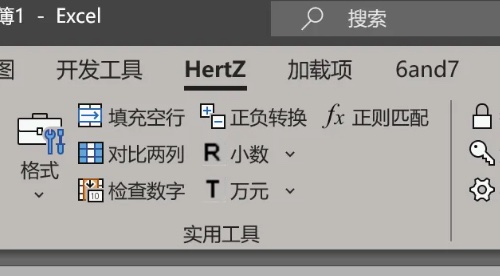 簿1 - Excel
搜索
图 开发工具 HertZ 加载项 6and7
填充空行 正负转换 fx 正则匹配
格式 对比两列 R 小数
检查数字 T 万元
实用工具